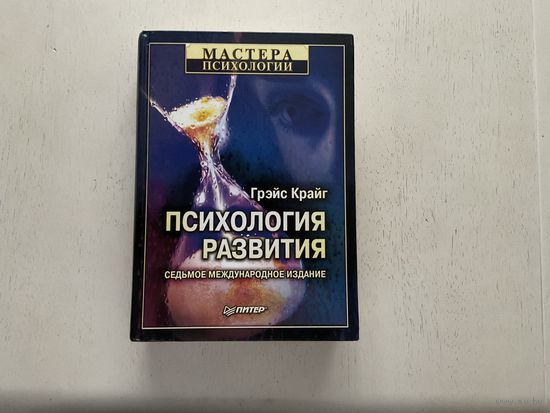 МАСТЕРА
ПСИХОЛОГИИ
Грэйс Крайг
ПСИХОЛОГИЯ
РАЗВИТИЯ
СЕДЬМОЕ МЕЖДУНАРОДНОЕ ИЗДАНИЕ
ПИТЕР®